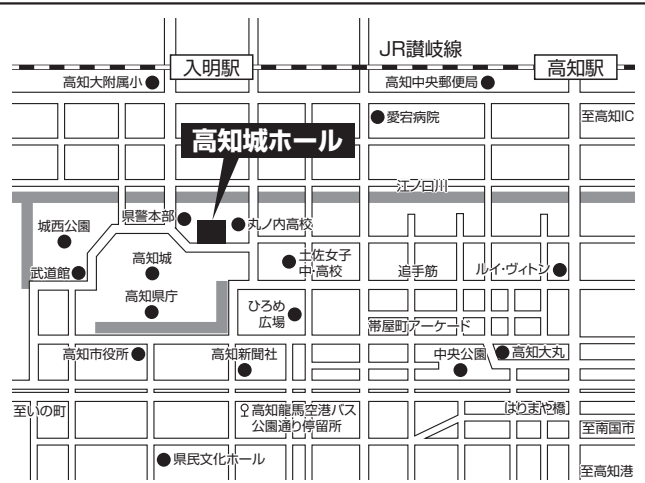 JR讃岐線
入明駅
高知駅
高知大附属小
高知中央郵便局
愛宕病院
至高知IC
高知城ホール
江ノ口川
県警本部
丸ノ内高校
城西公園
武道館
高知城
土佐女子
中・高校
追手筋
ルイ・ヴィトン
高知県庁
ひろめ
広場
帯屋町アーケード
高知市役所
高知新聞社
中央公園
高知大丸
至いの町
高知龍馬空港バス
公園通り停留所
はりまや橋
至南国市
県民文化ホール
至高知港